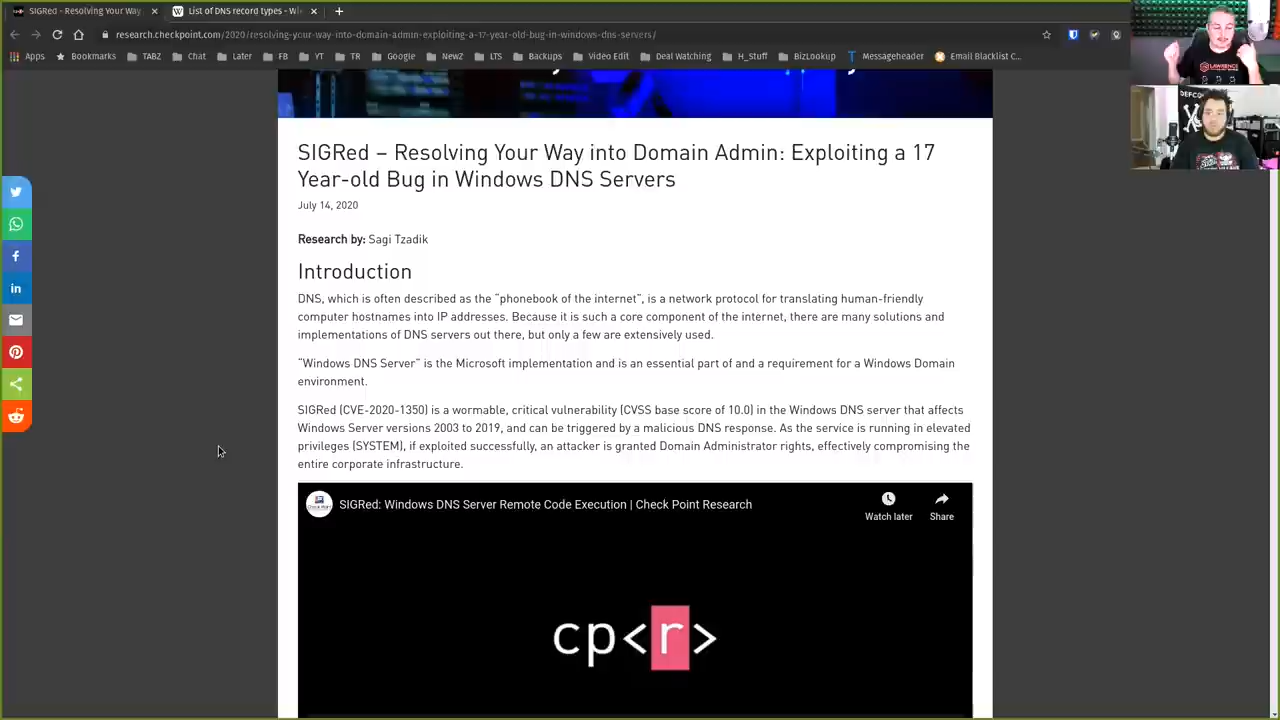 SIGRed - Resolving Your Way
List of DNS record types - Wi
research.checkpoint.com/2020/resolving-your-way-into-domain-admin-exploiting-a-17-year-old-bug-in-windows-dns-servers/
Apps Bookmarks TABZ Chat Later FB YT TR Google New2 LTS Backups Video Edit Deal Watching H_Stuff BizLookup Messageheader Email Blacklist C...
LAWRENCE
DEFCO
SIGRed – Resolving Your Way into Domain Admin: Exploiting a 17
Year-old Bug in Windows DNS Servers
July 14, 2020
Research by: Sagi Tzadik
Introduction
DNS, which is often described as the “phonebook of the internet”, is a network protocol for translating human-friendly
computer hostnames into IP addresses. Because it is such a core component of the internet, there are many solutions and
implementations of DNS servers out there, but only a few are extensively used.
“Windows DNS Server” is the Microsoft implementation and is an essential part of and a requirement for a Windows Domain
environment.
SIGRed (CVE-2020-1350) is a wormable, critical vulnerability (CVSS base score of 10.0) in the Windows DNS server that affects
Windows Server versions 2003 to 2019, and can be triggered by a malicious DNS response. As the service is running in elevated
privileges (SYSTEM), if exploited successfully, an attacker is granted Domain Administrator rights, effectively compromising the
entire corporate infrastructure.
SIGRed: Windows DNS Server Remote Code Execution | Check Point Research
Watch later
Share
cp<r>